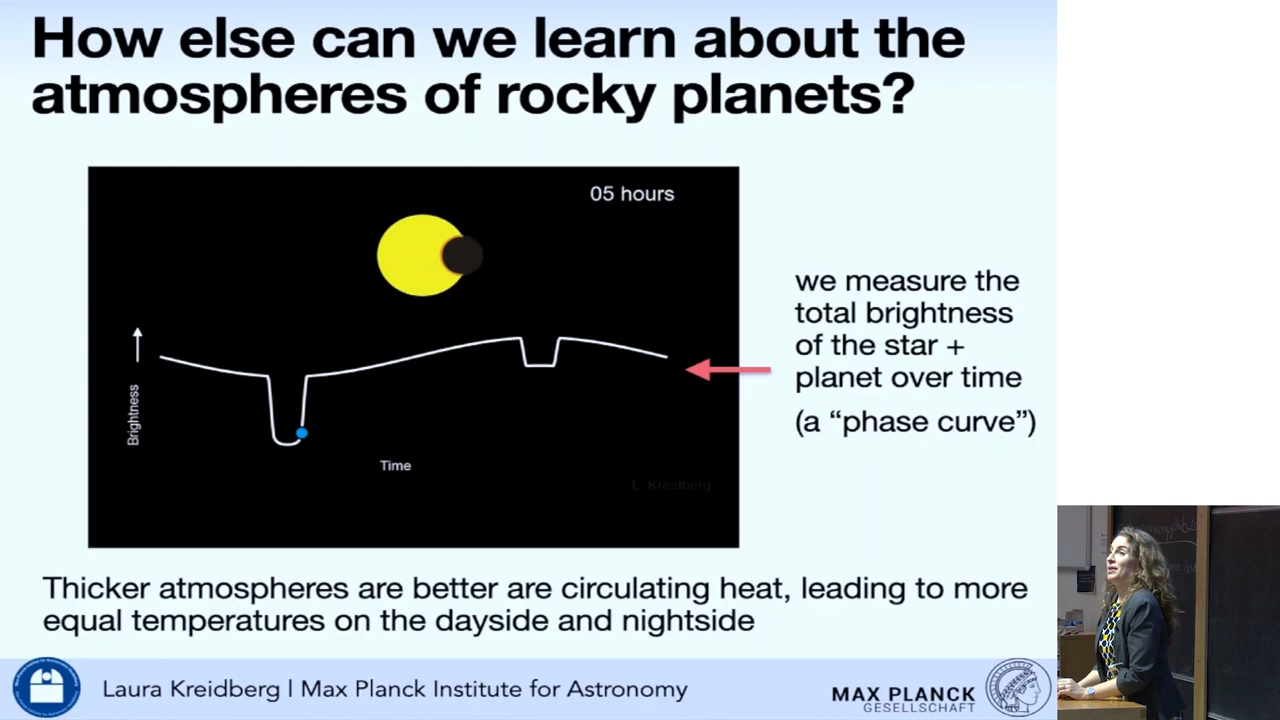 How else can we learn about the
atmospheres of rocky planets?
05 hours
Brightness
Time
L. Kreidberg
we measure the
total brightness
of the star +
planet over time
(a “phase curve”)
Thicker atmospheres are better are circulating heat, leading to more
equal temperatures on the dayside and nightside
Laura Kreidberg | Max Planck Institute for Astronomy
MAX PLANCK
GESELLSCHAFT